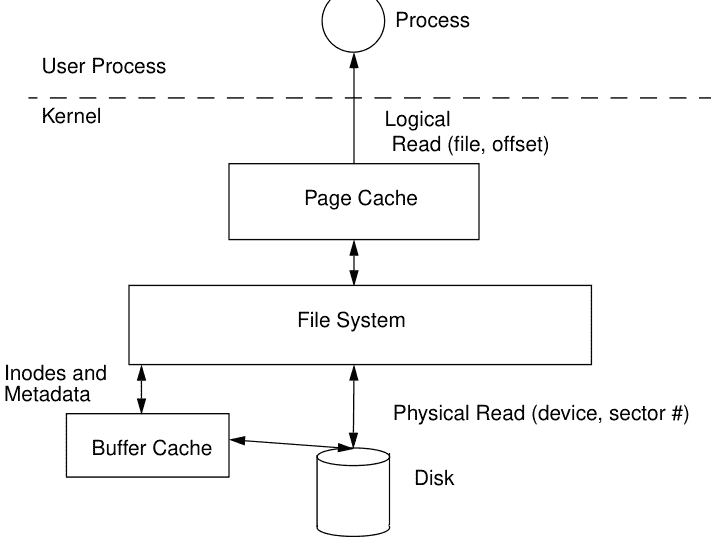 Process
User Process
Kernel
Logical
Read (file, offset)
Page Cache
File System
Inodes and
Metadata
Physical Read (device, sector #)
Buffer Cache
Disk